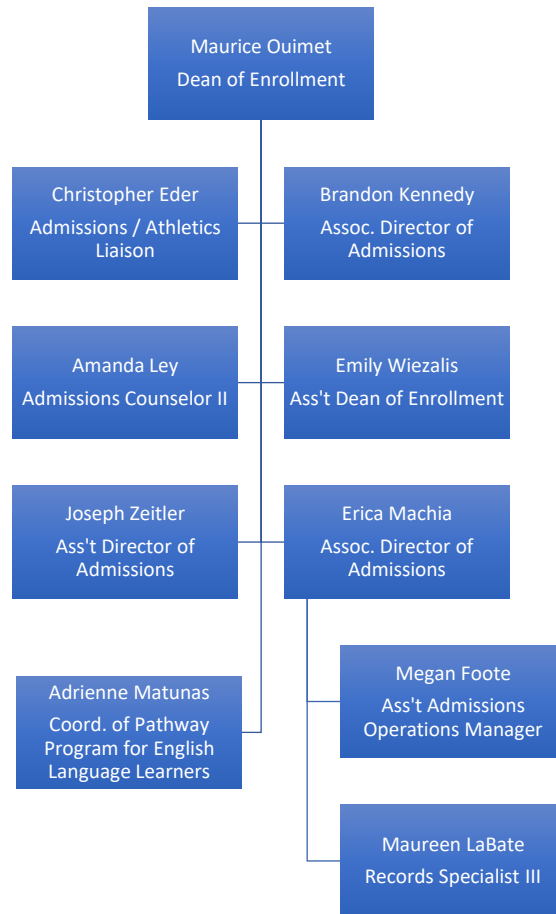 Maurice Ouimet
Dean of Enrollment
Christopher Eder
Admissions / Athletics
Liaison
Brandon Kennedy
Assoc. Director of
Admissions
Amanda Ley
Admissions Counselor II
Emily Wiezalis
Ass't Dean of Enrollment
Joseph Zeitler
Ass't Director of
Admissions
Erica Machia
Assoc. Director of
Admissions
Adrienne Matunas
Coord. of Pathway
Program for English
Language Learners
Megan Foote
Ass't Admissions
Operations Manager
Maureen LaBate
Records Specialist III